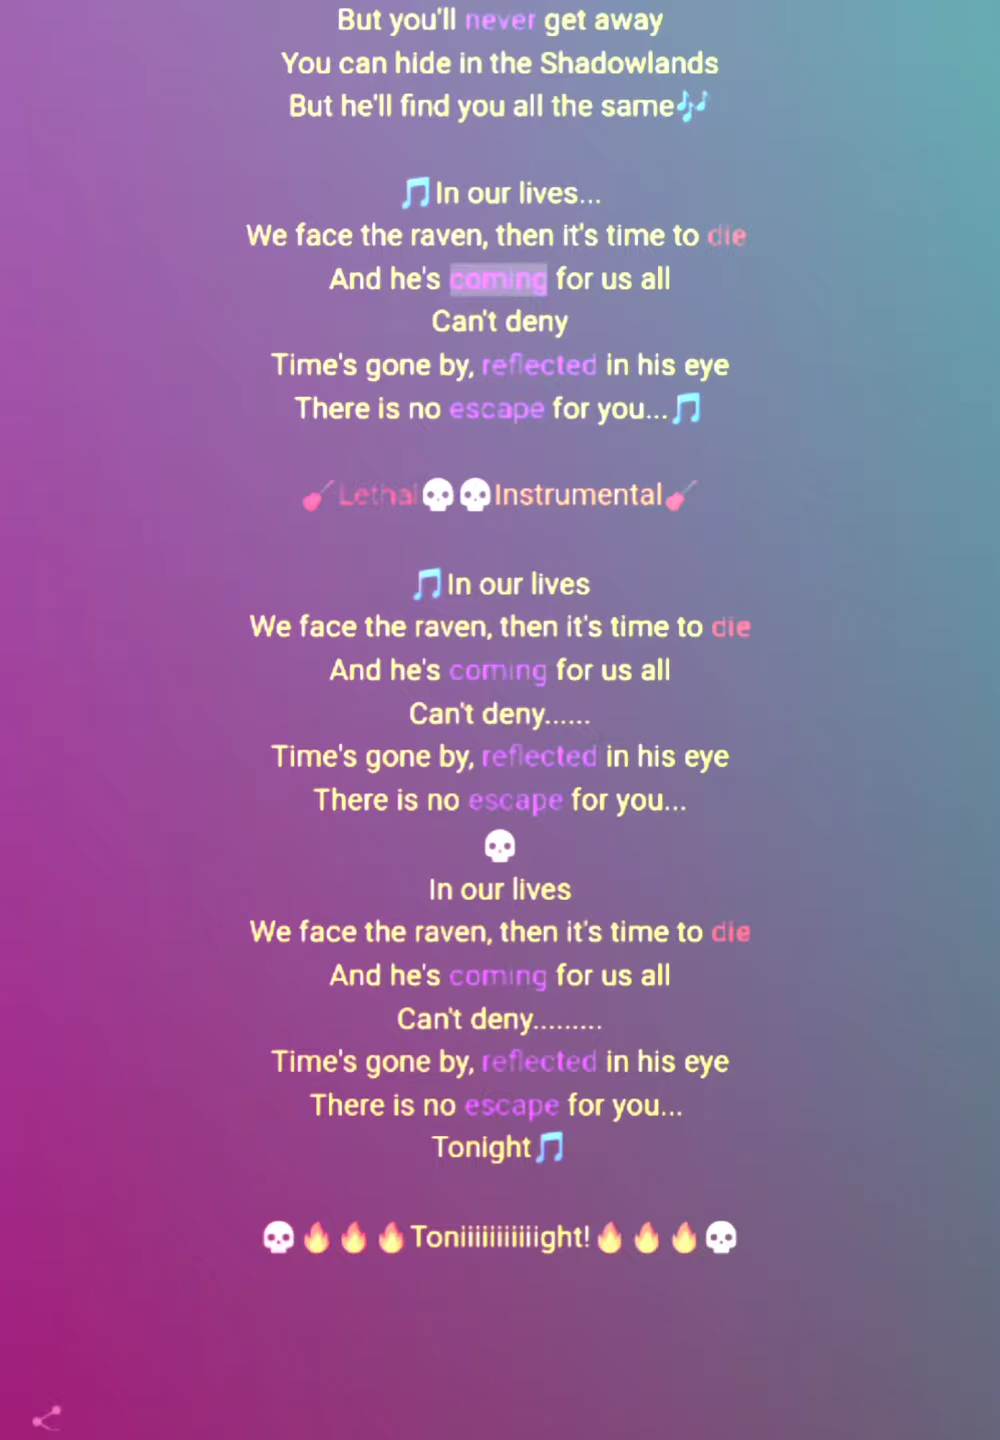 But you'll never get away
You can hide in the Shadowlands
But he'll find you all the same🎶
🎵In our lives...
We face the raven, then it's time to die
And he's coming for us all
Can't deny
Time's gone by, reflected in his eye
There is no escape for you...🎵
🎸Lethal💀💀Instrumental🎸
🎵In our lives
We face the raven, then it's time to die
And he's coming for us all
Can't deny......
Time's gone by, reflected in his eye
There is no escape for you...
💀
In our lives
We face the raven, then it's time to die
And he's coming for us all
Can't deny.........
Time's gone by, reflected in his eye
There is no escape for you...
Tonight🎵
💀🔥🔥🔥Toniiiiiiiiiiight!🔥🔥🔥💀